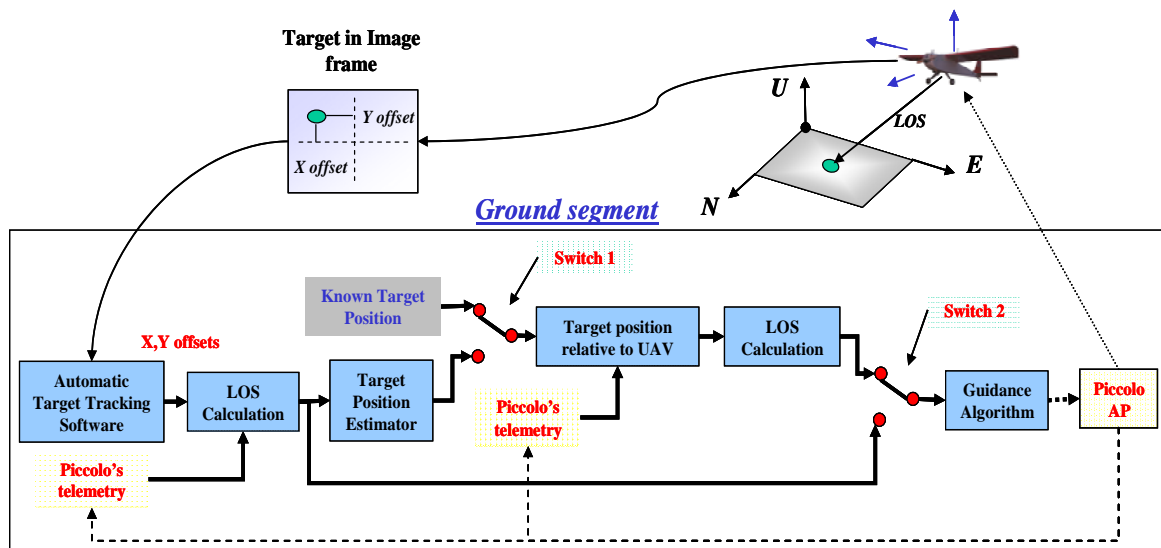 Target in Image
frame
Y offset
X offset
U
LOS
E
N
Ground segment
Switch 1
Known Target
Position
Switch 2
X,Y offsets
Target position
relative to UAV
LOS
Calculation
Automatic
Target Tracking
Software
LOS
Calculation
Target
Position
Estimator
Guidance
Algorithm
Piccolo
AP
Piccolo's
telemetry
Piccolo's
telemetry